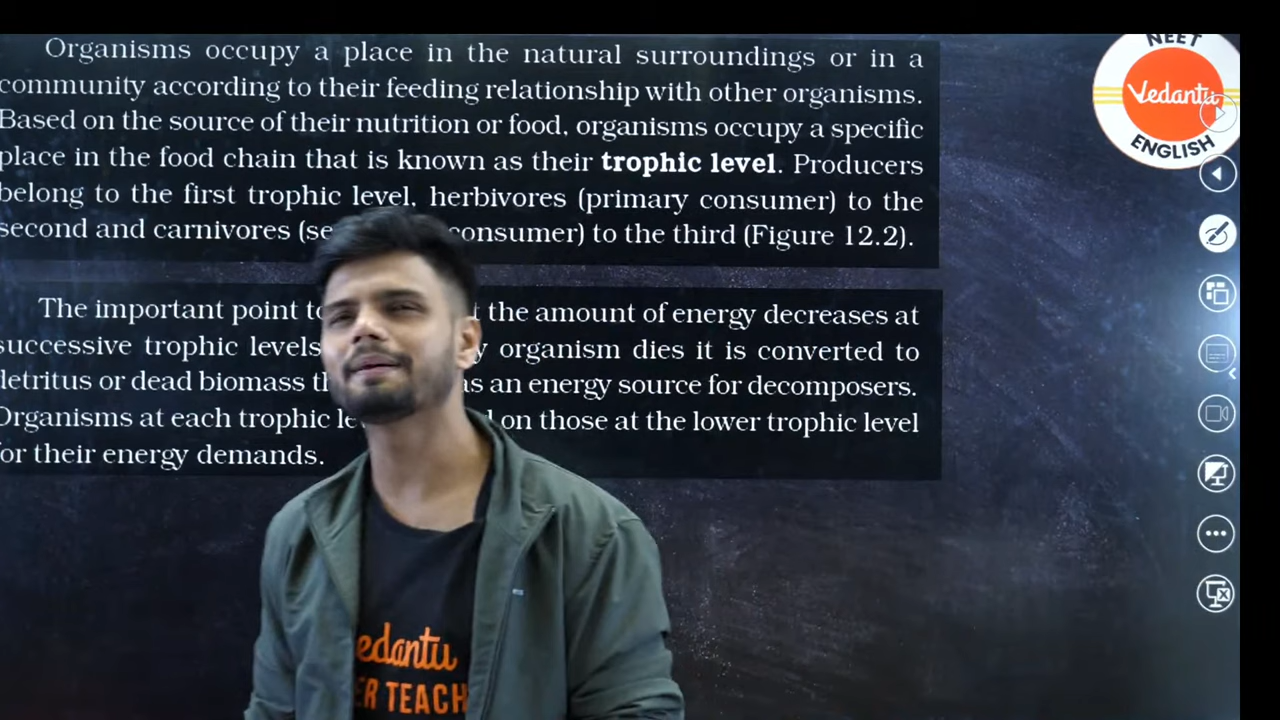 Organisms occupy a place in the natural surroundings or in a
community according to their feeding relationship with other organisms.
Based on the source of their nutrition or food, organisms occupy a specific
place in the food chain that is known as their trophic level. Producers
belong to the first trophic level, herbivores (primary consumer) to the
second and carnivores (se consumer) to the third (Figure 12.2).
The important point to t the amount of energy decreases at
successive trophic levels y organism dies it is converted to
letritus or dead biomass th as an energy source for decomposers.
Organisms at each trophic le d on those at the lower trophic level
for their energy demands.
NEET
Vedantu
ENGLISH
edantu
ER TEACH